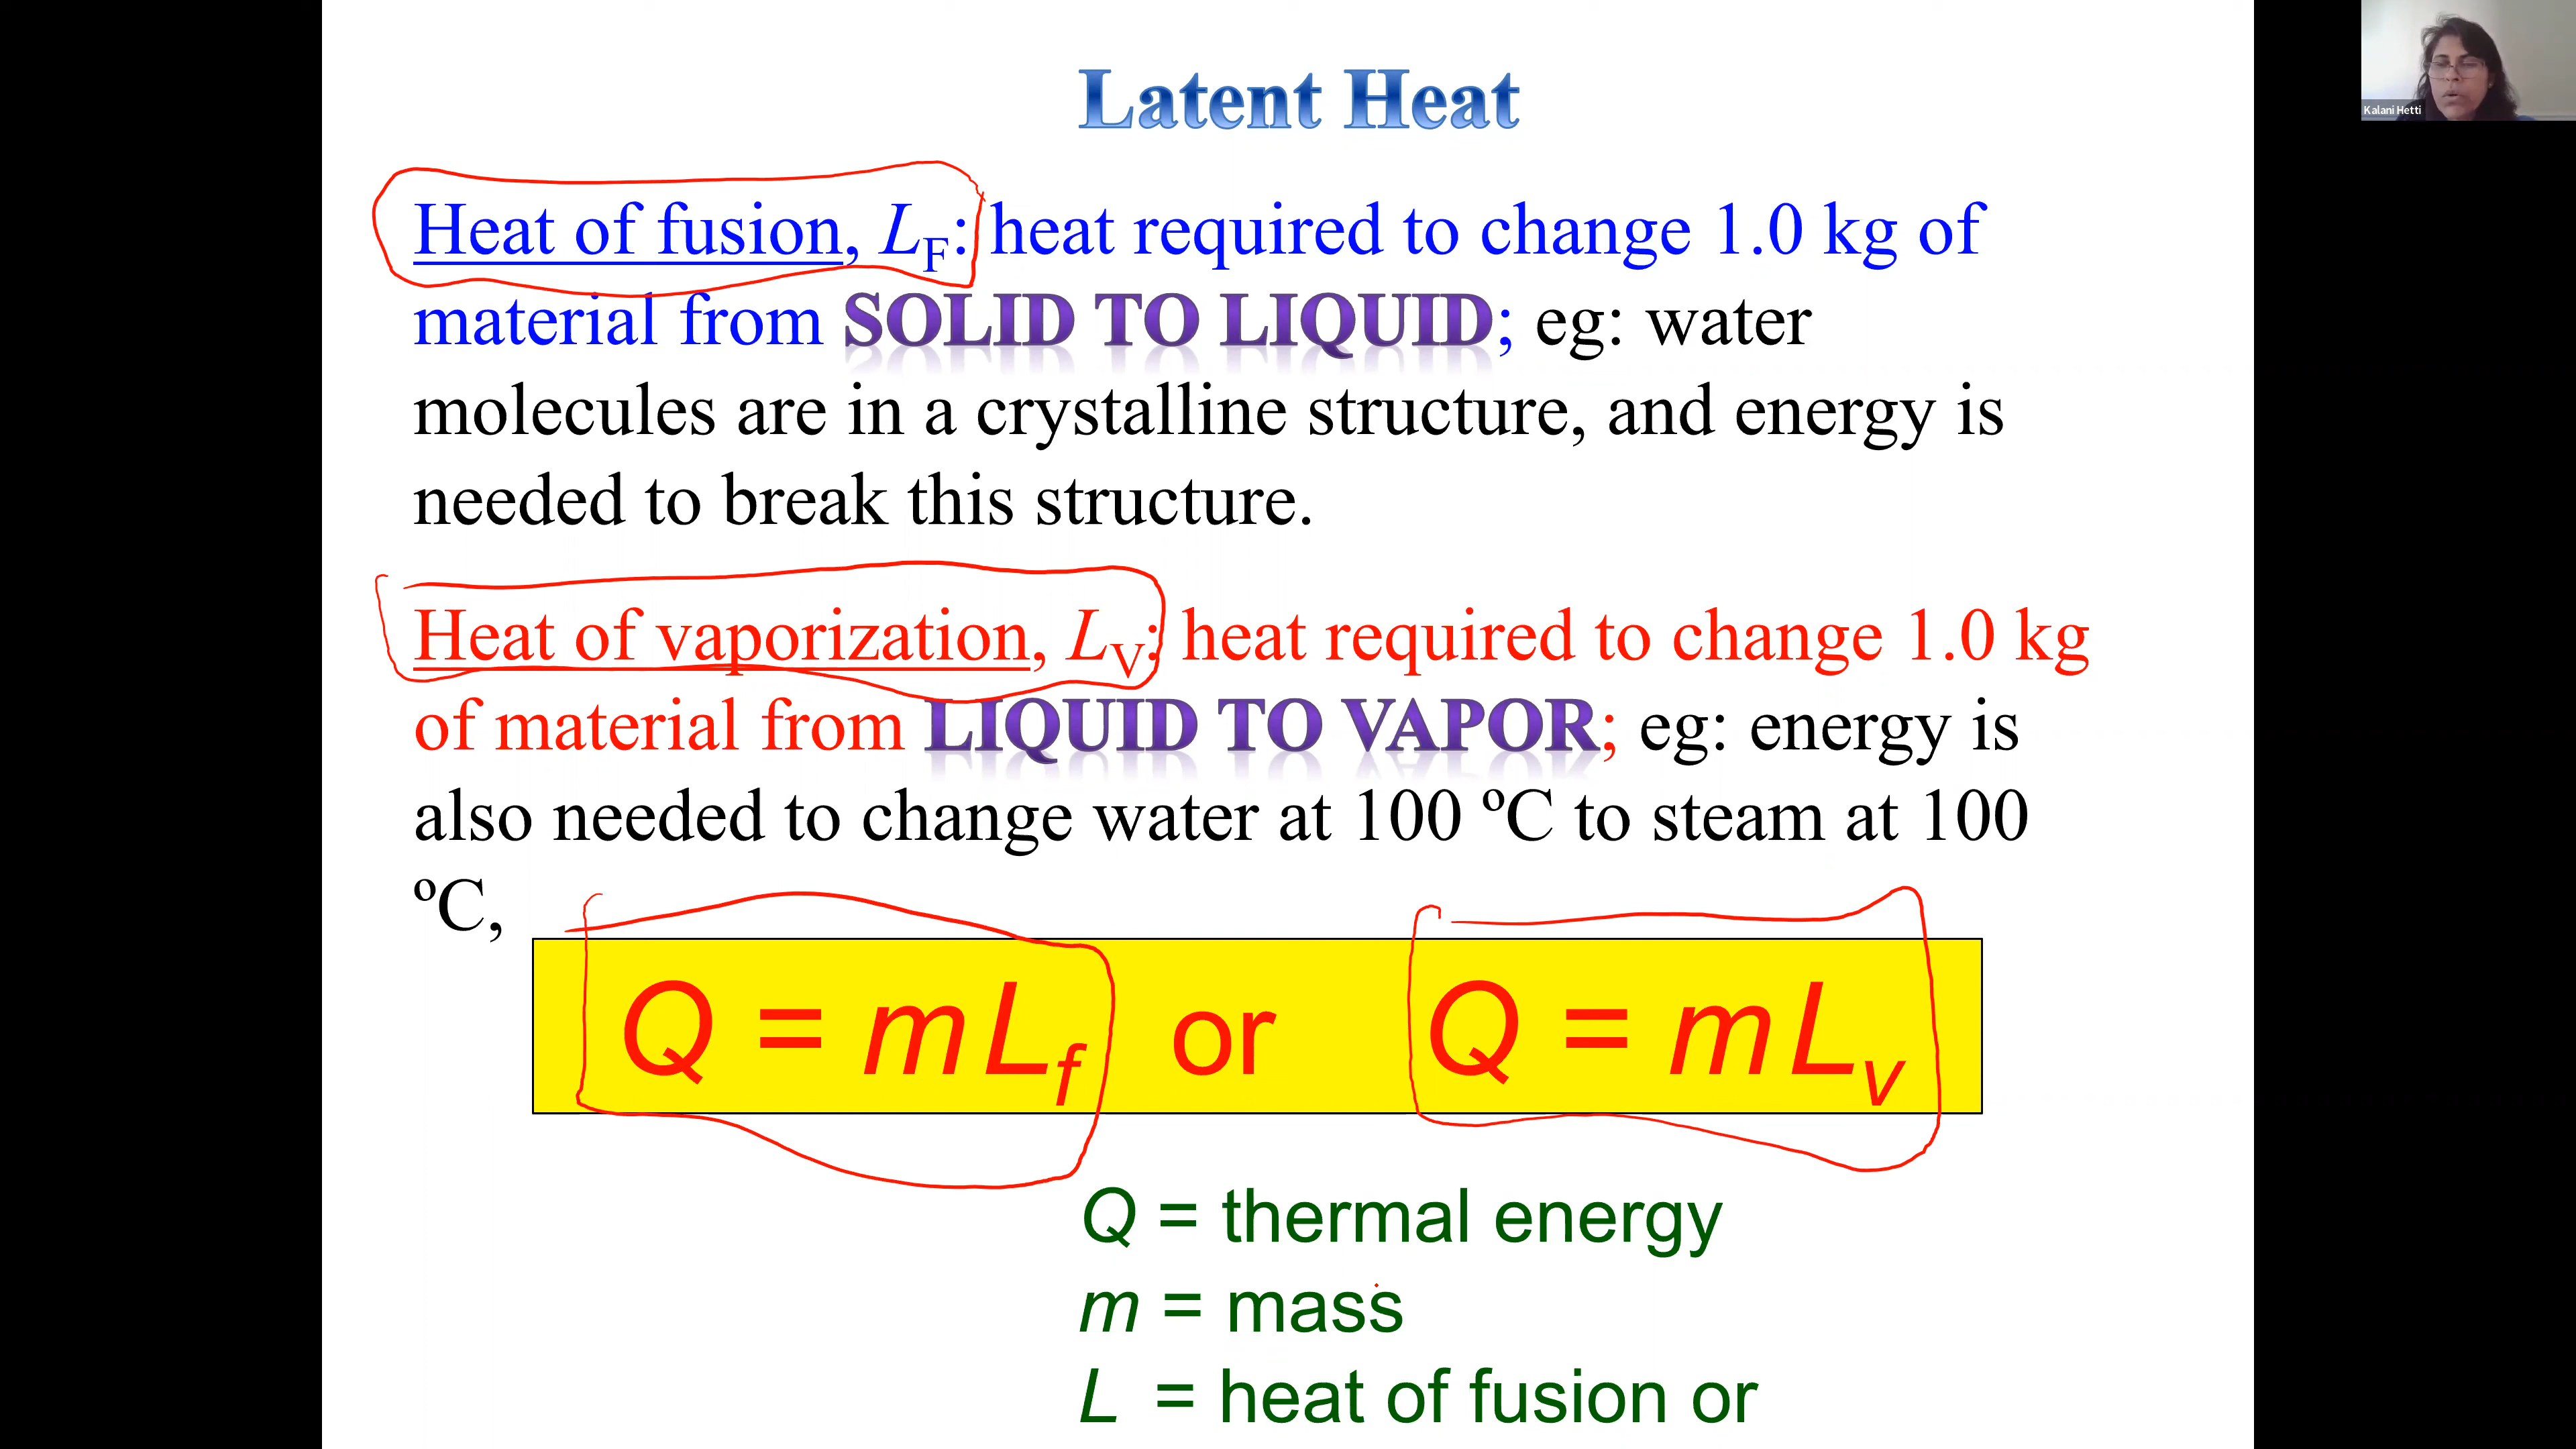 Latent Heat
Kalani Hetti
Heat of fusion, LF: heat required to change 1.0 kg of
material from SOLID TO LIQUID; eg: water
molecules are in a crystalline structure, and energy is
needed to break this structure.
Heat of vaporization, LV: heat required to change 1.0 kg
of material from LIQUID TO VAPOR; eg: energy is
also needed to change water at 100 ºC to steam at 100
ºC,
Q = mLf or Q = mLv
Q = thermal energy
m = mass
L = heat of fusion or